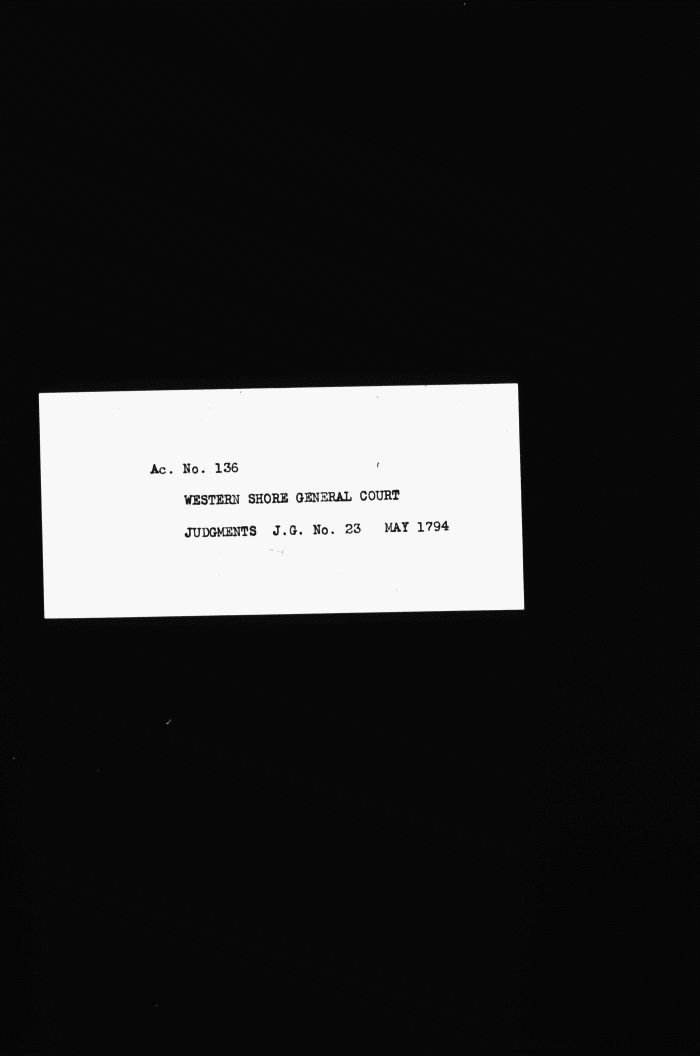 Ac. No. 136
WESTERN SHORE GENERAL COURT
JUDGMENTS J.G. No. 23 MAY 1794